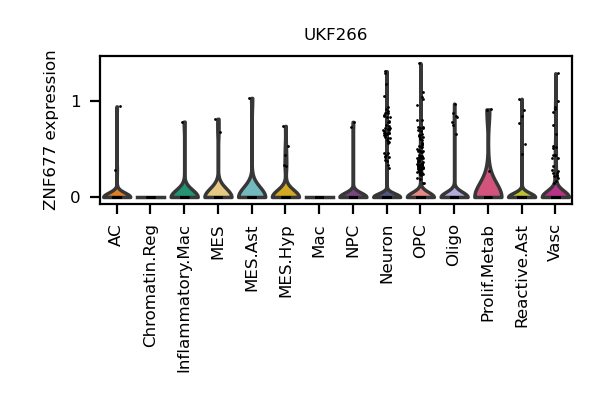 UKF266
ZNF677 expression
1
0
AC
Chromatin.Reg
Inflammatory.Mac
MES
MES.Ast
MES.Hyp
Mac
NPC
Neuron
OPC
Oligo
Prolif.Metab
Reactive.Ast
Vasc